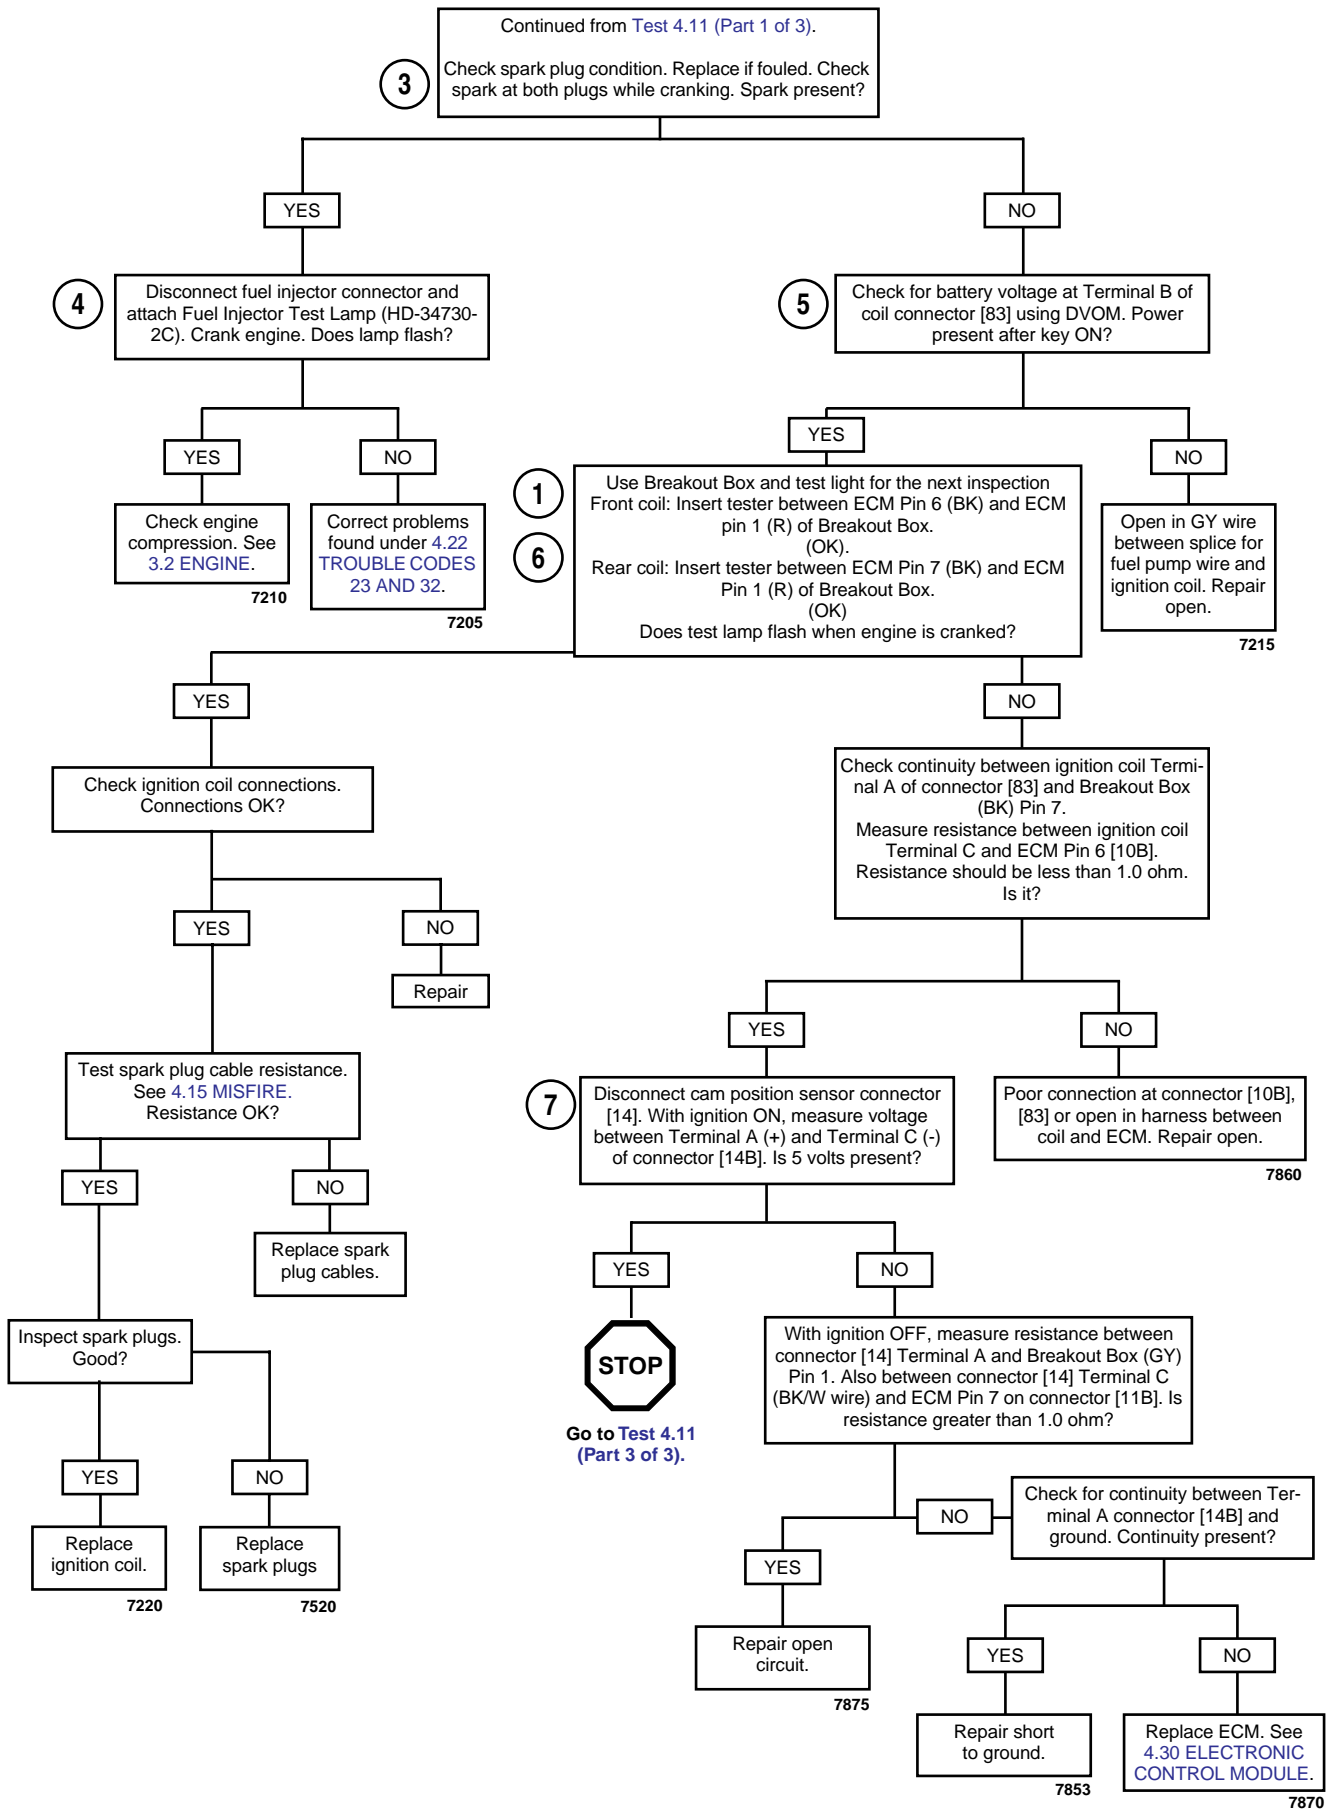 Continued from Test 4.11 (Part 1 of 3).
3
Check spark plug condition. Replace if fouled. Check
spark at both plugs while cranking. Spark present?
YES
NO
4
Disconnect fuel injector connector and
attach Fuel Injector Test Lamp (HD-34730-
2C). Crank engine. Does lamp flash?
5
Check for battery voltage at Terminal B of
coil connector [83] using DVOM. Power
present after key ON?
YES
NO
YES
NO
Check engine
compression. See
3.2 ENGINE.
7210
Correct problems
found under 4.22
TROUBLE CODES
23 AND 32.
7205
1
6
Use Breakout Box and test light for the next inspection
Front coil: Insert tester between ECM Pin 6 (BK) and ECM
pin 1 (R) of Breakout Box.
(OK).
Rear coil: Insert tester between ECM Pin 7 (BK) and ECM
Pin 1 (R) of Breakout Box.
(OK)
Does test lamp flash when engine is cranked?
Open in GY wire
between splice for
fuel pump wire and
ignition coil. Repair
open.
7215
YES
NO
Check ignition coil connections.
Connections OK?
Check continuity between ignition coil Termi-
nal A of connector [83] and Breakout Box
(BK) Pin 7.
Measure resistance between ignition coil
Terminal C and ECM Pin 6 [10B].
Resistance should be less than 1.0 ohm.
Is it?
YES
NO
Repair
YES
NO
Test spark plug cable resistance.
See 4.15 MISFIRE.
Resistance OK?
7
Disconnect cam position sensor connector
[14]. With ignition ON, measure voltage
between Terminal A (+) and Terminal C (-)
of connector [14B]. Is 5 volts present?
Poor connection at connector [10B],
[83] or open in harness between
coil and ECM. Repair open.
7860
YES
NO
Replace spark
plug cables.
YES
NO
Inspect spark plugs.
Good?
STOP
Go to Test 4.11
(Part 3 of 3).
With ignition OFF, measure resistance between
connector [14] Terminal A and Breakout Box (GY)
Pin 1. Also between connector [14] Terminal C
(BK/W wire) and ECM Pin 7 on connector [11B]. Is
resistance greater than 1.0 ohm?
YES
NO
Replace
ignition coil.
7220
Replace
spark plugs
7520
YES
NO
Check for continuity between Ter-
minal A connector [14B] and
ground. Continuity present?
Repair open
circuit.
7875
YES
NO
Repair short
to ground.
7853
Replace ECM. See
4.30 ELECTRONIC
CONTROL MODULE.
7870